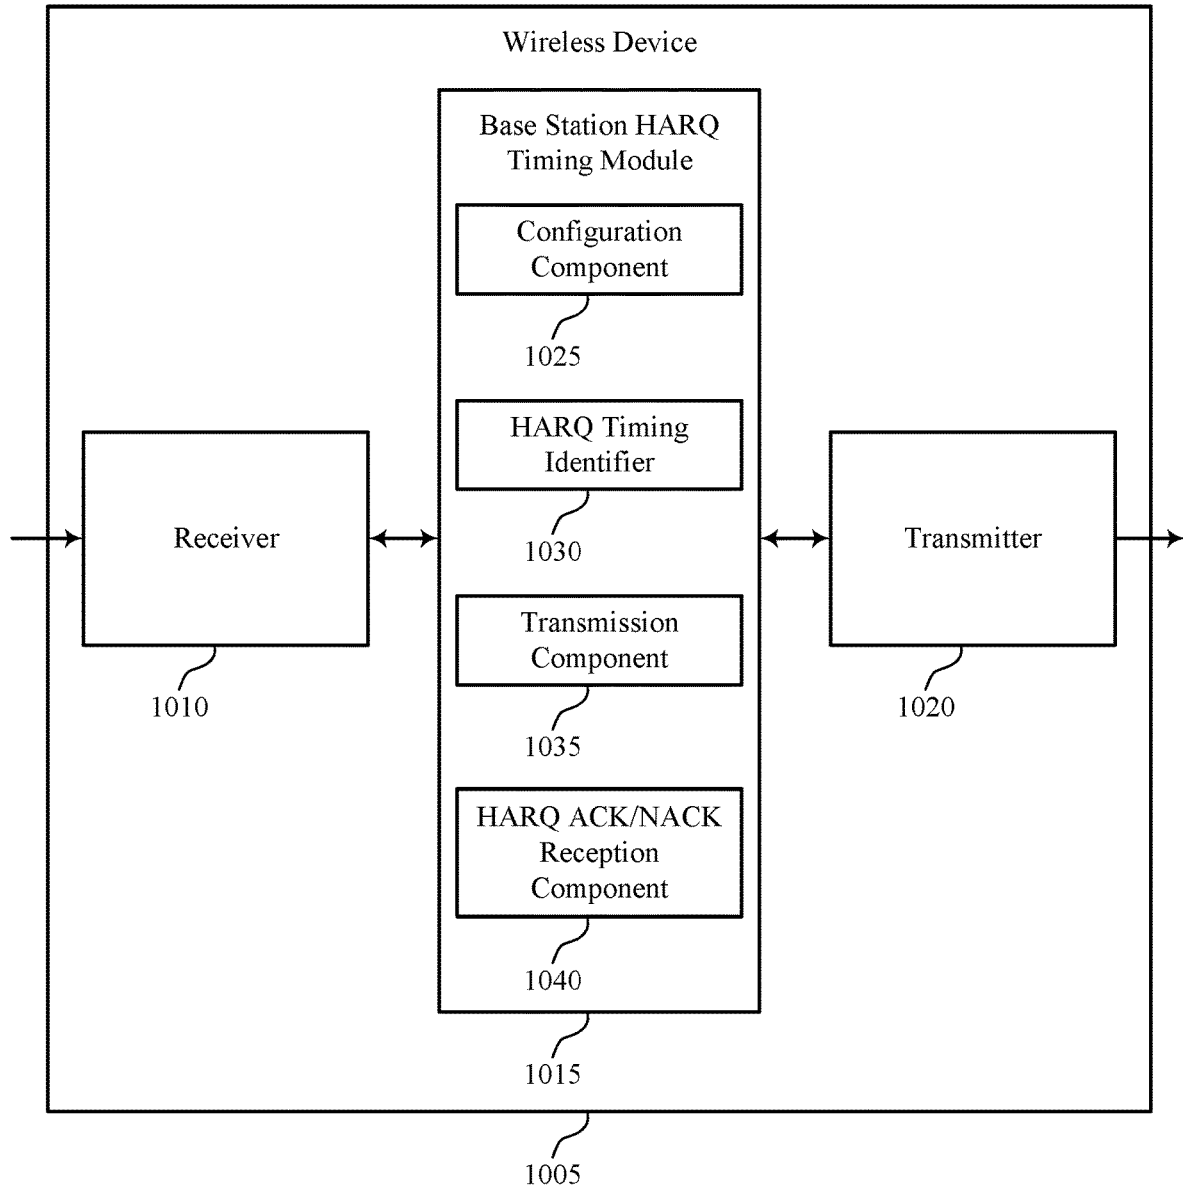 Wireless Device
Base Station HARQ
Timing Module
Configuration
Component
1025
HARQ Timing
Identifier
1030
Receiver
1010
Transmitter
1020
Transmission
Component
1035
HARQ ACK/NACK
Reception
Component
1040
1015
1005